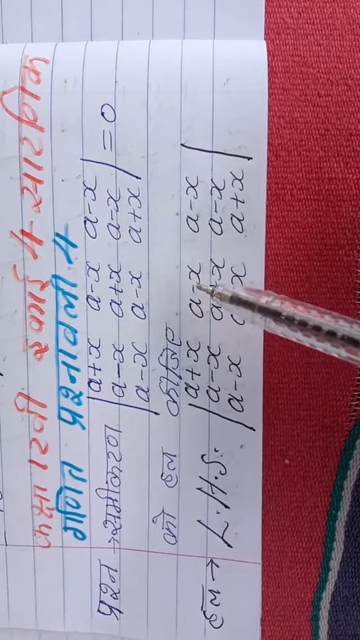 कक्षा 12वीं इकाई 4 सारणिक
गणित प्रश्नावली 4
प्रश्न → समीकरण |a+x a-x a-x|
|a-x a+x a-x| = 0
|a-x a-x a+x|
को हल कीजिए
हल → L.H.S. |a+x a-x a-x|
|a-x a+x a-x|
|a-x x a+x|